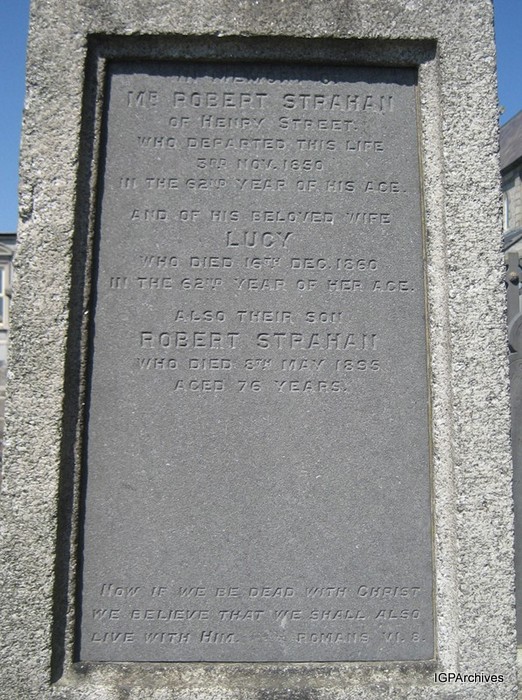 IN MEMORY OF
MR ROBERT STRAHAN
OF HENRY STREET.
WHO DEPARTED THIS LIFE
3RD NOV. 1850
IN THE 62ND YEAR OF HIS AGE.
AND OF HIS BELOVED WIFE
LUCY
WHO DIED 16TH DEC. 1860
IN THE 62ND YEAR OF HER AGE.
ALSO THEIR SON
ROBERT STRAHAN
WHO DIED 8TH MAY 1895
AGED 76 YEARS.
NOW IF WE BE DEAD WITH CHRIST
WE BELIEVE THAT WE SHALL ALSO
LIVE WITH HIM. ROMANS VI. 8.
IGPArchives